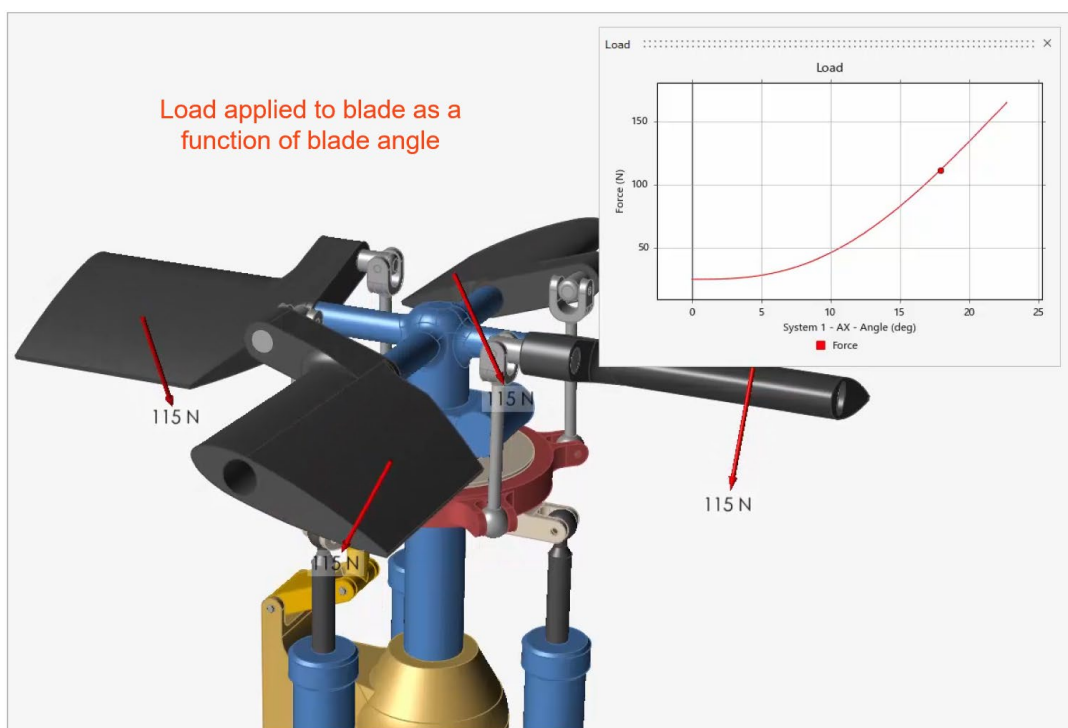 Load applied to blade as a
function of blade angle
Load
×
Load
Force (N)
150
100
50
0
5
10
15
20
25
System 1 - AX - Angle (deg)
Force
115 N
115 N
115 N
115 N